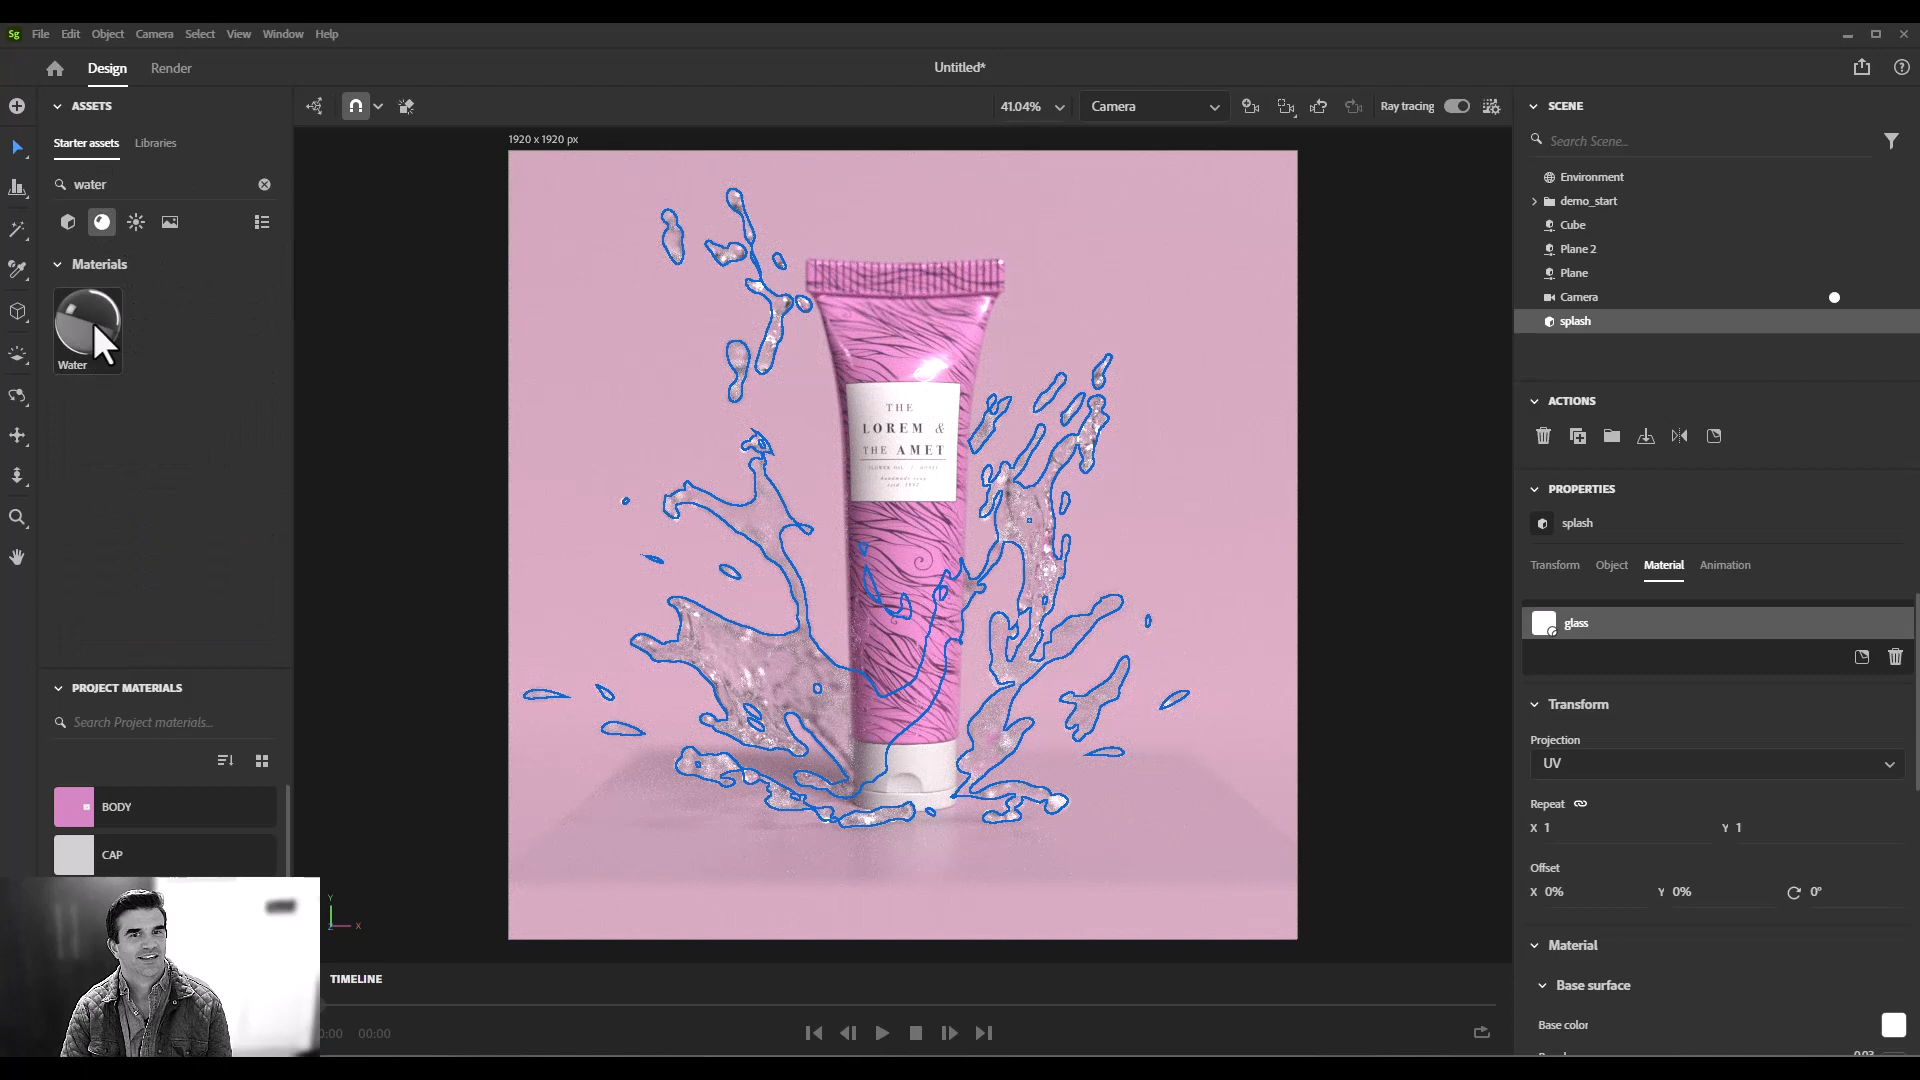 Sg File Edit Object Camera Select View Window Help
Design Render Untitled*
ASSETS
Starter assets Libraries
water
Materials
Water
PROJECT MATERIALS
Search Project materials...
BODY
CAP
41.04% Camera Ray tracing
1920 x 1920 px
THE
LOREM &
THE AMET
handmade soap
Y
X
Z
TIMELINE
00:00
SCENE
Search Scene...
Environment
demo_start
Cube
Plane 2
Plane
Camera
splash
ACTIONS
PROPERTIES
splash
Transform Object Material Animation
glass
Transform
Projection
UV
Repeat
X 1 Y 1
Offset
X 0% Y 0% 0°
Material
Base surface
Base color